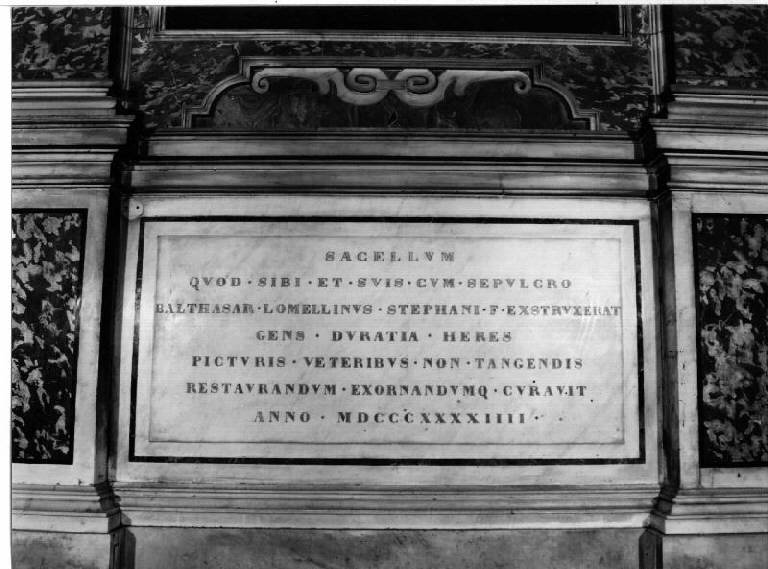 SACELLVM
QVOD · SIBI · ET · SVIS · CVM · SEPVLCRO
BALTHASAR · LOMELLINVS · STEPHANI · F · EXSTRVXERAT
GENS · DVRATIA · HERES
PICTVRIS · VETERIBVS · NON · TANGENDIS
RESTAVRANDVM · EXORNANDVMQ · CVRAVIT
ANNO · MDCCCXXXXIIII ·